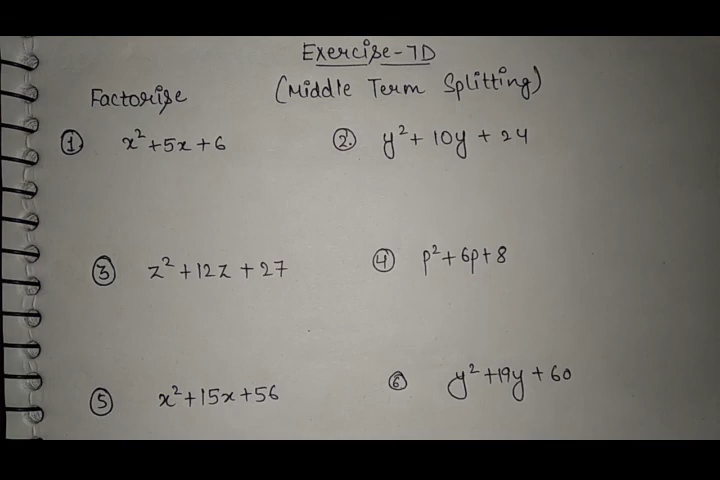 Exercise-7D
Factorise (Middle Term Splitting)
① x²+5x+6 ②. y²+10y+24
③ z²+12z+27 ④ p²+6p+8
⑤ x²+15x+56 ⑥ y²+19y+60